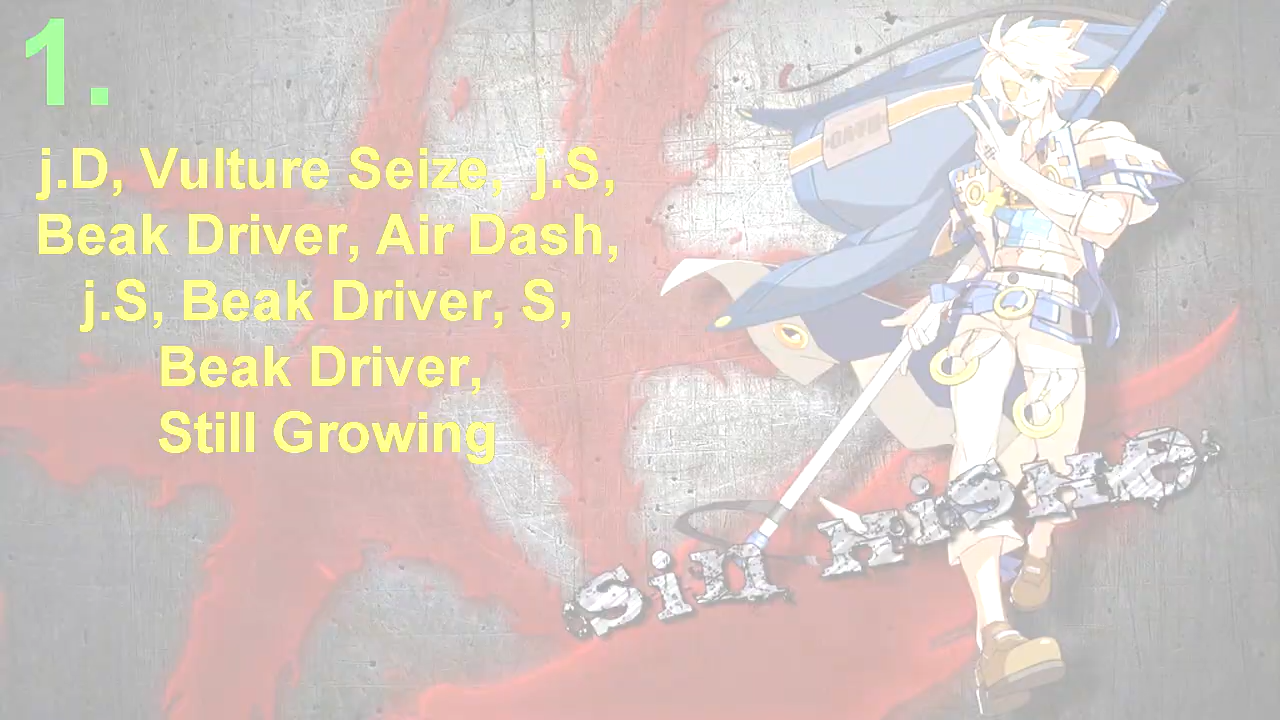 1.
j.D, Vulture Seize, j.S,
Beak Driver, Air Dash,
j.S, Beak Driver, S,
Beak Driver,
Still Growing
Sin KiSKE